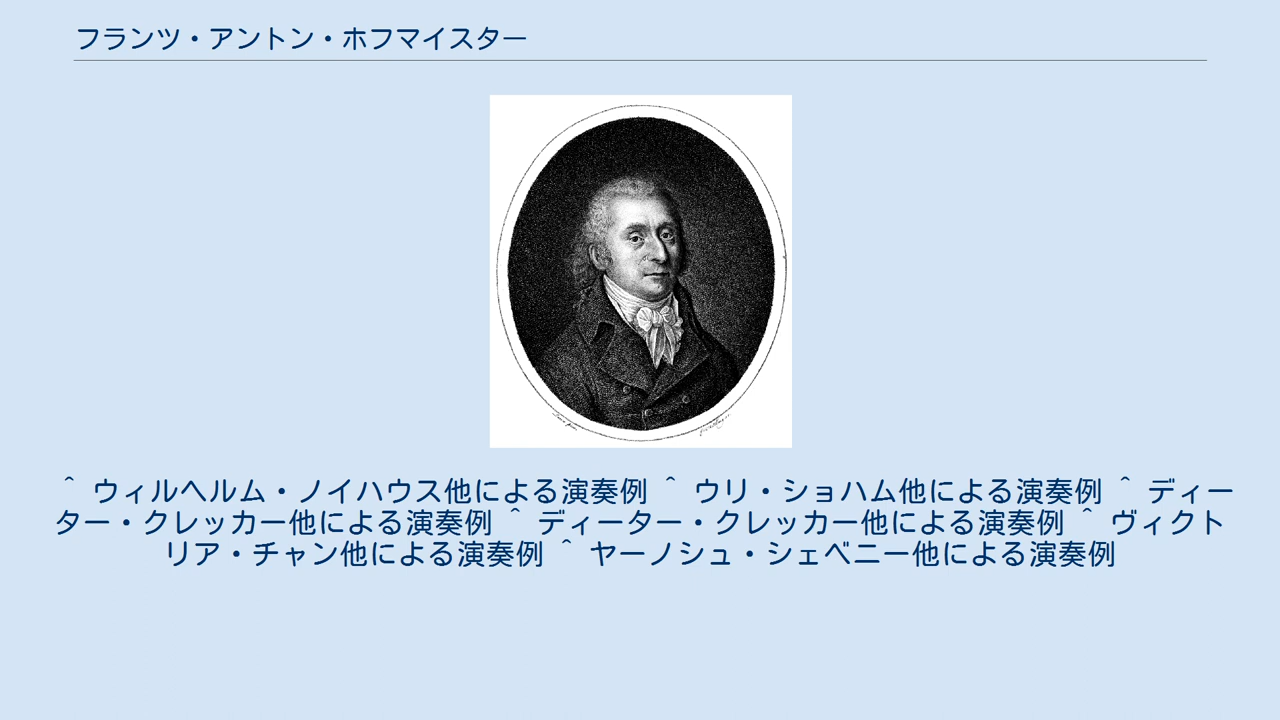 フランツ・アントン・ホフマイスター
^ ウィルヘルム・ノイハウス他による演奏例 ^ ウリ・ショハム他による演奏例 ^ ディー
ター・クレッカー他による演奏例 ^ ディーター・クレッカー他による演奏例 ^ ヴィクト
リア・チャン他による演奏例 ^ ヤーノシュ・シェベニー他による演奏例